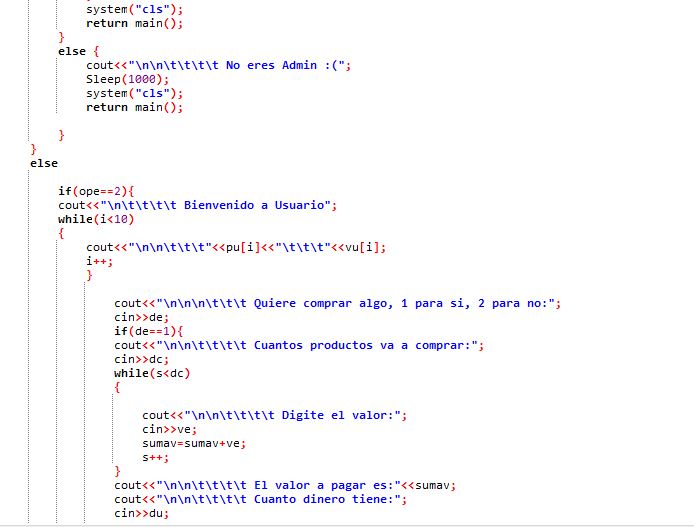 system("cls");
return main();
}
else {
cout<<"\n\n\t\t\t\t No eres Admin :(";
Sleep(1000);
system("cls");
return main();
}
}
else
if(ope==2){
cout<<"\n\t\t\t\t Bienvenido a Usuario";
while(i<10)
{
cout<<"\n\n\t\t\t"<<pu[i]<<"\t\t\t"<<vu[i];
i++;
}
cout<<"\n\n\n\t\t\t Quiere comprar algo, 1 para si, 2 para no:";
cin>>de;
if(de==1){
cout<<"\n\n\t\t\t\t Cuantos productos va a comprar:";
cin>>dc;
while(s<dc)
{
cout<<"\n\n\t\t\t\t Digite el valor:";
cin>>ve;
sumav=sumav+ve;
s++;
}
cout<<"\n\n\t\t\t\t El valor a pagar es:"<<sumav;
cout<<"\n\n\t\t\t\t Cuanto dinero tiene:";
cin>>du;